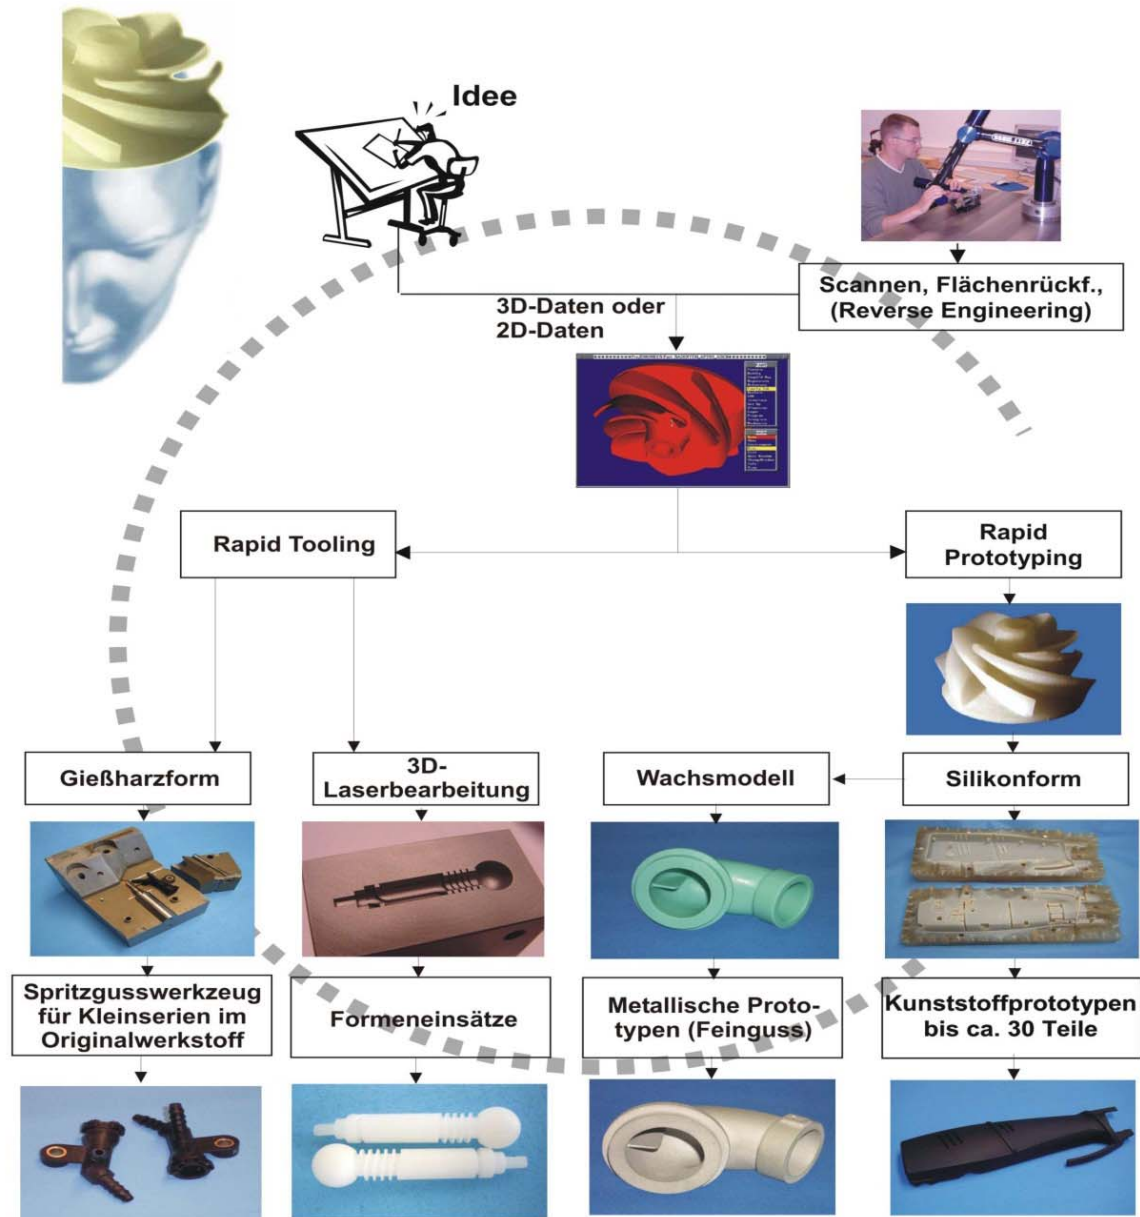 Idee
Scannen, Flächenrückf.,
(Reverse Engineering)
3D-Daten oder
2D-Daten
Rapid Tooling
Rapid
Prototyping
Gießharzform
3D-
Laserbearbeitung
Wachsmodell
Silikonform
Spritzgusswerkzeug
für Kleinserien im
Originalwerkstoff
Formeneinsätze
Metallische Proto-
typen (Feinguss)
Kunststoffprototypen
bis ca. 30 Teile